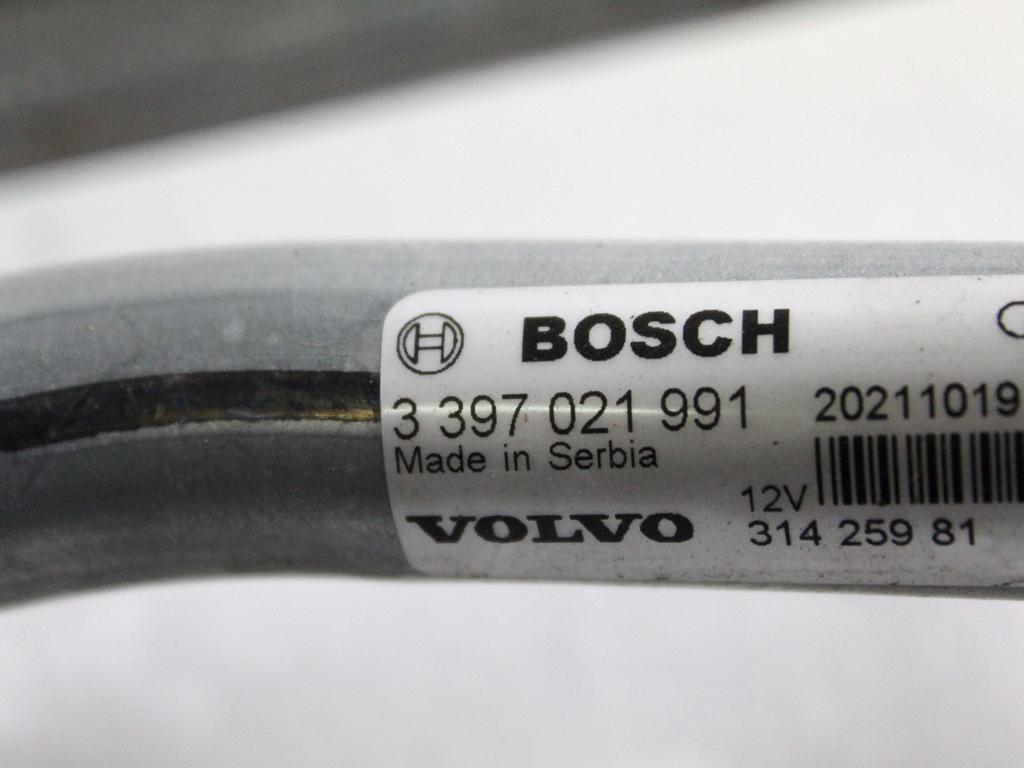 BOSCH
3 397 021 991
20211019
Made in Serbia
12V
VOLVO
314 259 81